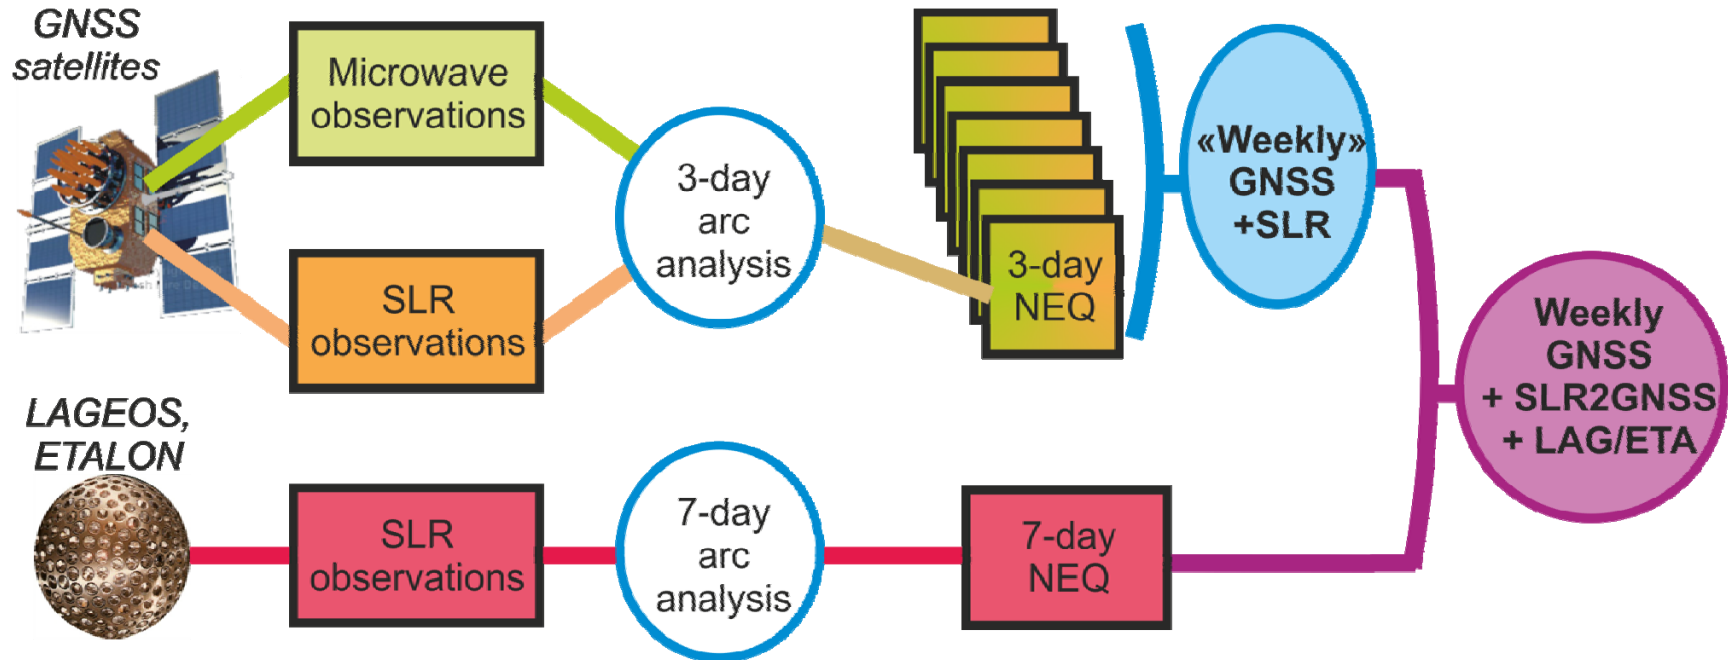 GNSS
satellites
Microwave
observations
SLR
observations
3-day
arc
analysis
3-day
NEQ
«Weekly»
GNSS
+SLR
Weekly
GNSS
+ SLR2GNSS
+ LAG/ETA
LAGEOS,
ETALON
SLR
observations
7-day
arc
analysis
7-day
NEQ